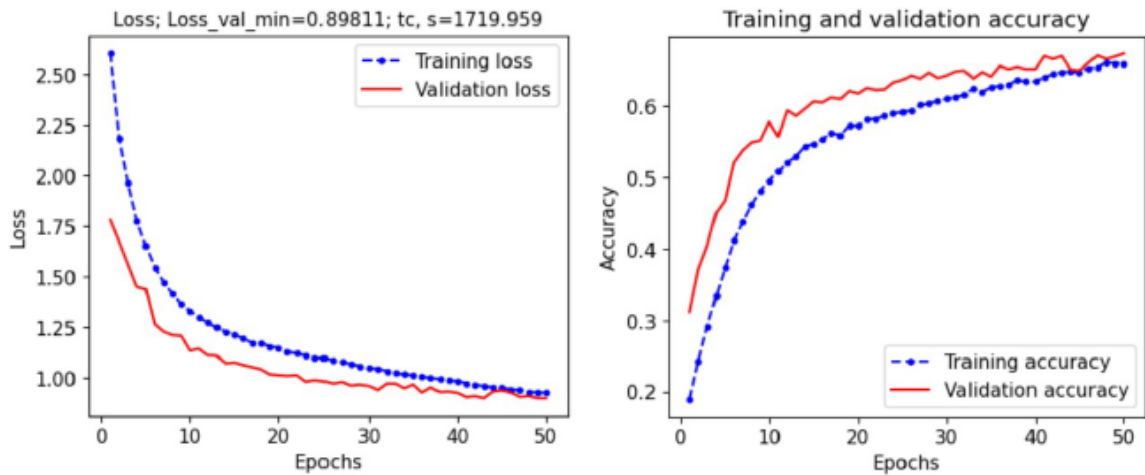 Loss; Loss_val_min=0.89811; tc, s=1719.959
2.50
2.25
2.00
1.75
1.50
1.25
1.00
Loss
Training loss
Validation loss
0
10
20
30
40
50
Epochs
Training and validation accuracy
0.6
0.5
0.4
0.3
0.2
Accuracy
Training accuracy
Validation accuracy
0
10
20
30
40
50
Epochs